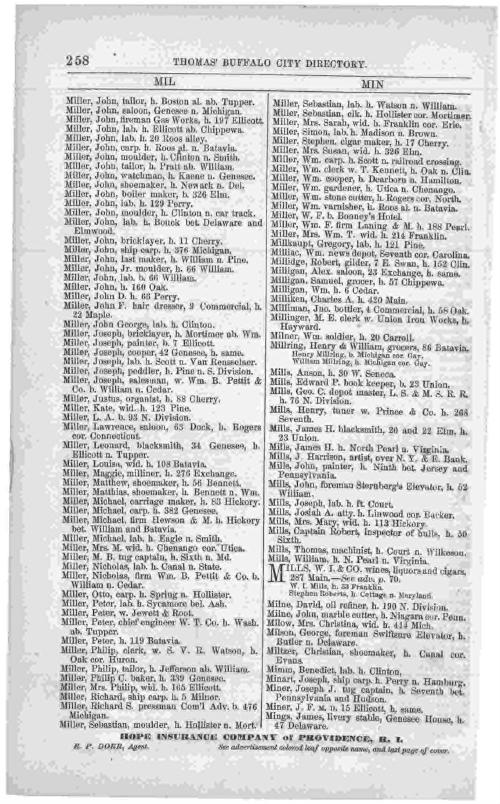 258
THOMAS' BUFFALO CITY DIRECTORY.
MIL
Miller, John, tailor, h. Boston al. ab. Tupper.
Miller, John, saloon, Genesee n. Michigan.
Miller, John, fireman Gas Works, h. 197 Ellicott.
Miller, John, lab. h. Ellicott ab. Chippewa.
Miller, John, lab. h. 20 Roos alley.
Miller, John, carp. h. Roos al. n. Batavia.
Miller, John, moulder, h. Clinton n. Smith.
Miller, John, tailor, h. Pratt ab. William.
Miller, John, watchman, h. Kaene n. Genesee.
Miller, John, shoemaker, h. Newark n. Del.
Miller, John, boiler maker, h. 326 Elm.
Miller, John, lab. h. 129 Perry.
Miller, John, moulder, h. Clinton n. car track.
Miller, John, lab. h. Bouck bet. Delaware and
Elmwood.
Miller, John, bricklayer, h. 11 Cherry.
Miller, John, ship carp. h. 376 Michigan.
Miller, John, last maker, h. William n. Pine.
Miller, John, Jr. moulder, h. 66 William.
Miller, John, lab. h. 66 William.
Miller, John, h. 160 Oak.
Miller, John D. h. 63 Perry.
Miller, John F. hair dresser, 9 Commercial, h.
22 Maple.
Miller, John George, lab. h. Clinton.
Miller, Joseph, bricklayer, h. Mortimer ab. Wm.
Miller, Joseph, painter, b. 7 Ellicott.
Miller, Joseph, cooper, 42 Genesee, h. same.
Miller, Joseph, lab. h. Scott n. Van Rensselaer.
Miller, Joseph, peddler, h. Pine n. S. Division.
Miller, Joseph, salesman, w. Wm. B. Pettit &
Co. b. William n. Cedar.
Miller, Justus, organist, h. 88 Cherry.
Miller, Kate, wid. h. 123 Pine.
Miller, L. A. b. 93 N. Division.
Miller, Lawrence, saloon, 63 Dock, h. Rogers
cor. Connecticut.
Miller, Leonard, blacksmith, 34 Genesee, h.
Ellicott n. Tupper.
Miller, Louisa, wid. h. 108 Batavia.
Miller, Maggie, milliner, h. 276 Exchange.
Miller, Matthew, shoemaker, h. 56 Bennett.
Miller, Matthias, shoemaker, h. Bennett n. Wm.
Miller, Michael, carriage maker, h. 83 Hickory.
Miller, Michael, carp. h. 382 Genesee.
Miller, Michael, firm Hewson & M. h. Hickory
bet. William and Batavia.
Miller, Michael, lab. h. Eagle n. Smith.
Miller, Mrs. M. wid. h. Chenango cor. Utica.
Miller, M. B. tug captain, h. Sixth n. Md.
Miller, Nicholas, lab. h. Canal n. State.
Miller, Nicholas, firm Wm. B. Pettit & Co. b.
William n. Cedar.
Miller, Otto, carp. h. Spring n. Hollister.
Miller, Peter, lab. h. Sycamore bel. Ash.
Miller, Peter, w. Jewett & Root.
Miller, Peter, chief engineer W. T. Co. h. Wash.
ab. Tupper.
Miller, Peter, h. 119 Batavia.
Miller, Philip, clerk, w. S. V. R. Watson, h.
Oak cor. Huron.
Miller, Philip, tailor, h. Jefferson ab. William.
Miller, Philip C. baker, h. 339 Genesee.
Miller, Mrs. Philip, wid. h. 165 Ellicott.
Miller, Richard, ship carp. h. 5 Milnor.
Miller, Richard S. pressman Com'l Adv. b. 476
Michigan.
Miller, Sebastian, moulder, h. Hollister n. Mort.
MIN
Miller, Sebastian, lab. h. Watson n. William.
Miller, Sebastian, clk. h. Hollister cor. Mortimer.
Miller, Mrs. Sarah, wid. b. Franklin cor. Erie.
Miller, Simon, lab. h. Madison n. Brown.
Miller, Stephen, cigar maker, h. 17 Cherry.
Miller, Mrs. Susan, wid. h. 326 Elm.
Miller, Wm. carp. h. Scott n. railroad crossing.
Miller, Wm. clerk w. T. Kennett, h. Oak n. Clin.
Miller, Wm. cooper, h. Dearborn n. Hamilton.
Miller, Wm. gardener, h. Utica n. Chenango.
Miller, Wm. stone cutter, h. Rogers cor. North.
Miller, Wm. varnisher, h. Roos al. n. Batavia.
Miller, W. F. b. Bonney's Hotel.
Miller, Wm. F. firm Laning & M. h. 188 Pearl.
Miller, Mrs. Wm. T. wid. h. 214 Franklin.
Millkaupt, Gregory, lab. h. 121 Pine.
Milliac, Wm. news depot, Seventh cor. Carolina.
Millidge, Robert, gilder, 7 E. Swan, h. 152 Clin.
Milligan, Alex. saloon, 23 Exchange, h. same.
Milligan, Samuel, grocer, h. 57 Chippewa.
Milligan, Wm. h. 6 Cedar.
Milliken, Charles A. h. 420 Main.
Milliman, Jno. bottler, 4 Commercial, h. 58 Oak.
Millinger, M. E. clerk w. Union Iron Works, h.
Hayward.
Milner, Wm. soldier, h. 20 Carroll.
Milring, Henry & William, grocers, 86 Batavia.
Henry Millring, h. Michigan cor. Gay.
William Millring, h. Michigan cor. Gay.
Mills, Anson, h. 30 W. Seneca.
Mills, Edward P. book keeper, b. 23 Union.
Mills, Geo. C. depot master, L. S. & M. S. R. R.
h. 76 N. Division.
Mills, Henry, tuner w. Prince & Co. h. 268
Seventh.
Mills, James H. blacksmith, 20 and 22 Elm, h.
23 Union.
Mills, James H. h. North Pearl n. Virginia.
Mills, J. Harrison, artist, over N. Y. & E. Bank.
Mills, John, painter, h. Ninth bet. Jersey and
Pennsylvania.
Mills, John, foreman Sternberg's Elevator, h. 52
William.
Mills, Joseph, lab. h. ft. Court.
Mills, Josiah A. atty. h. Linwood cor. Barker.
Mills, Mrs. Mary, wid. h. 113 Hickory.
Mills, Captain Robert, inspector of hulls, h. 50
Sixth.
Mills, Thomas, machinist, h. Court n. Wilkeson.
Mills, William, h. N. Pearl n. Virginia.
MILLS, W. I. & CO. wines, liquors and cigars,
287 Main.—See adv. p. 70.
W. I. Mills, h. 53 Franklin.
Stephen Roberts, h. Cottage n. Maryland.
Milne, David, oil refiner, h. 190 N. Division.
Milne, John, marble cutter, h. Niagara cor. Penn.
Milow, Mrs. Christina, wid. h. 414 Mich.
Milson, George, foreman Swiftsure Elevator, h.
Butler n. Delaware.
Miltzer, Christian, shoemaker, h. Canal cor.
Evans.
Mimon, Benedict, lab. h. Clinton.
Minari, Joseph, ship carp. h. Perry n. Hamburg.
Miner, Joseph J. tug captain, h. Seventh bet.
Pennsylvania and Hudson.
Miner, J. F. M. D. 15 Ellicott, h. same.
Mings, James, livery stable, Genesee House, h.
47 Delaware.
HOPE INSURANCE COMPANY of PROVIDENCE, R. I.
R. P. DOER, Agent. See advertisement colored leaf opposite name, and last page of cover.